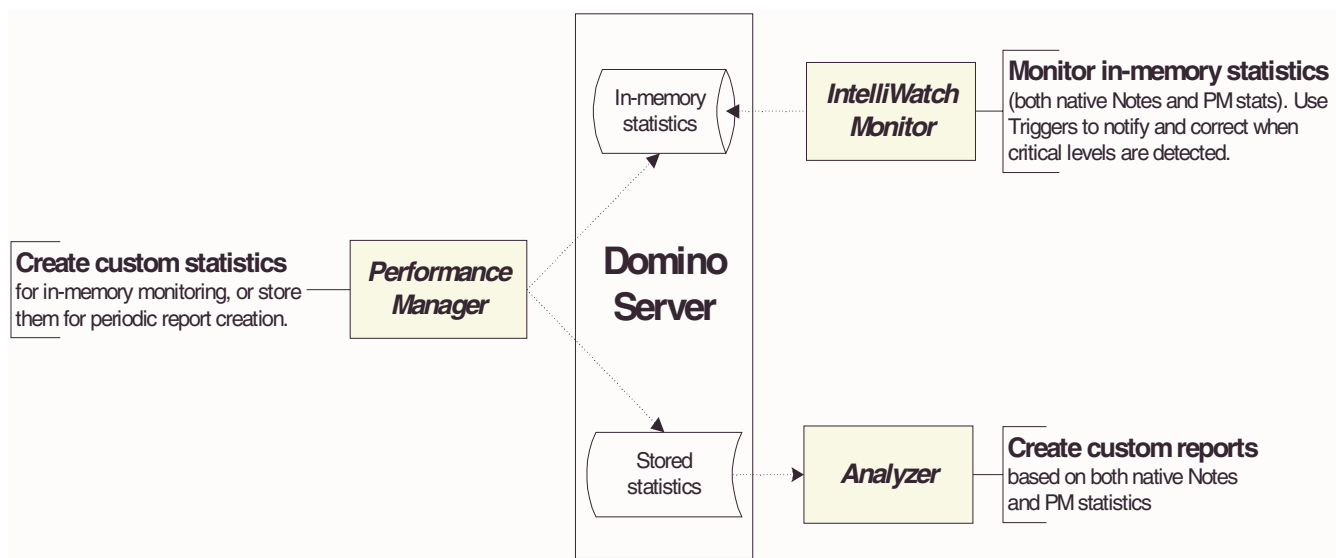 In-memory
statistics
IntelliWatch
Monitor
Monitor in-memory statistics
(both native Notes and PM stats). Use
Triggers to notify and correct when
critical levels are detected.
Create custom statistics
for in-memory monitoring, or store
them for periodic report creation.
Performance
Manager
Domino
Server
Stored
statistics
Analyzer
Create custom reports
based on both native Notes
and PM statistics